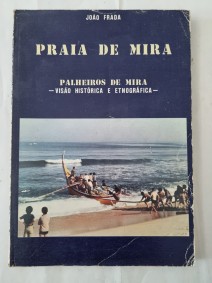 JOÃO FRADA
PRAIA DE MIRA
PALHEIROS DE MIRA
—VISÃO HISTÓRICA E ETNOGRÁFICA—